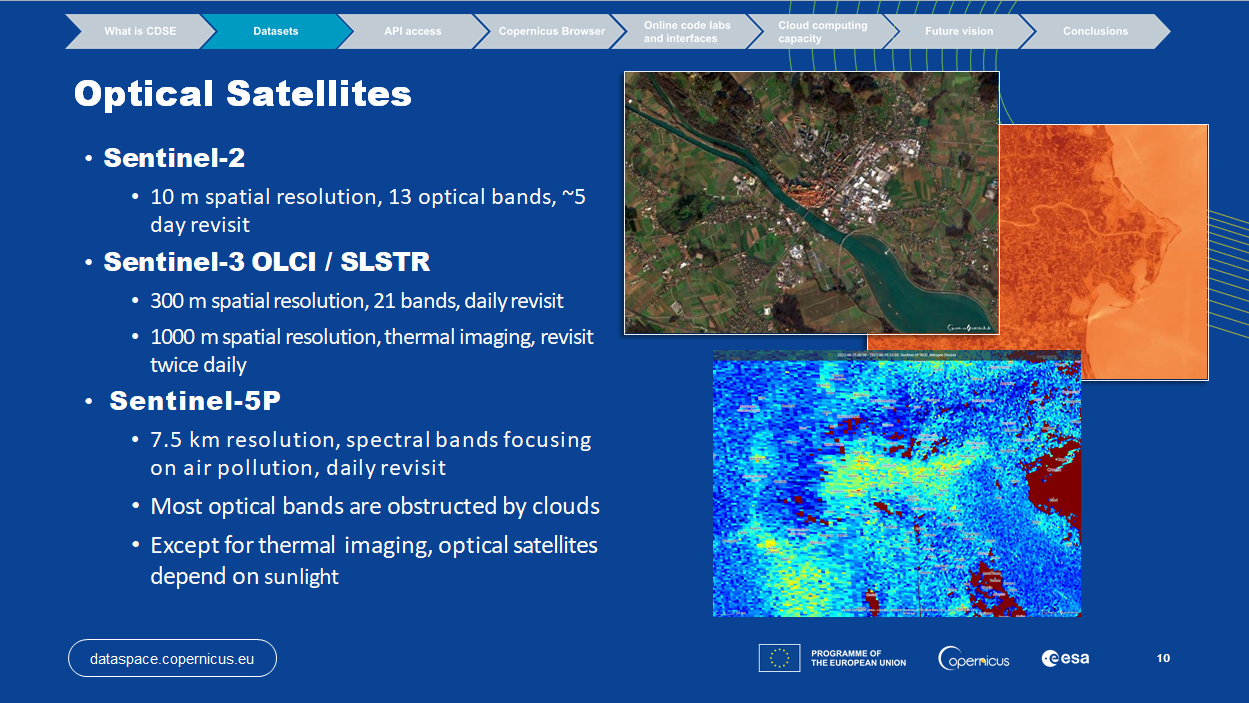 What is CDSE
Datasets
API access
Copernicus Browser
Online code labs
and interfaces
Cloud computing
capacity
Future vision
Conclusions
Optical Satellites
• Sentinel-2
• 10 m spatial resolution, 13 optical bands, ~5
day revisit
• Sentinel-3 OLCI / SLSTR
• 300 m spatial resolution, 21 bands, daily revisit
• 1000 m spatial resolution, thermal imaging, revisit
twice daily
• Sentinel-5P
• 7.5 km resolution, spectral bands focusing
on air pollution, daily revisit
• Most optical bands are obstructed by clouds
• Except for thermal imaging, optical satellites
depend on sunlight
dataspace.copernicus.eu
PROGRAMME OF
THE EUROPEAN UNION
opernicus
esa
10